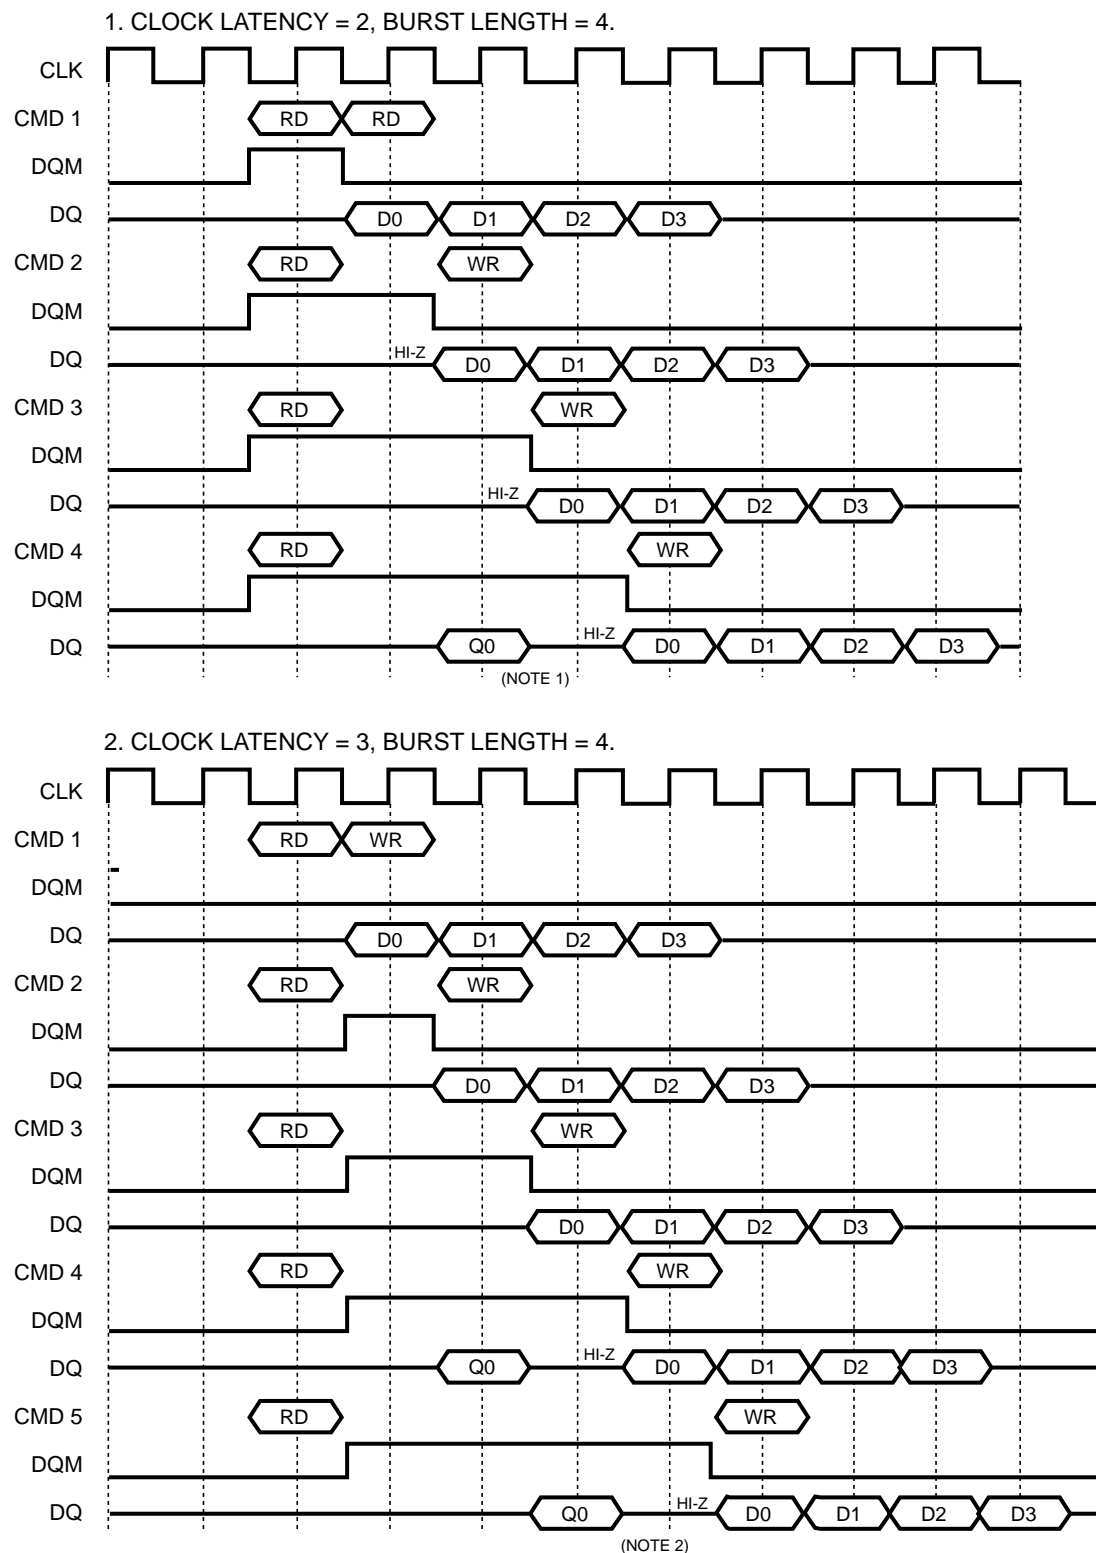 1. CLOCK LATENCY = 2, BURST LENGTH = 4.
CLK
CMD 1 RD RD
DQM
DQ D0 D1 D2 D3
CMD 2 RD WR
DQM
DQ HI-Z D0 D1 D2 D3
CMD 3 RD WR
DQM
DQ HI-Z D0 D1 D2 D3
CMD 4 RD WR
DQM
DQ Q0 HI-Z D0 D1 D2 D3
(NOTE 1)
2. CLOCK LATENCY = 3, BURST LENGTH = 4.
CLK
CMD 1 RD WR
DQM
DQ D0 D1 D2 D3
CMD 2 RD WR
DQM
DQ D0 D1 D2 D3
CMD 3 RD WR
DQM
DQ D0 D1 D2 D3
CMD 4 RD WR
DQM
DQ Q0 HI-Z D0 D1 D2 D3
CMD 5 RD WR
DQM
DQ Q0 HI-Z D0 D1 D2 D3
(NOTE 2)